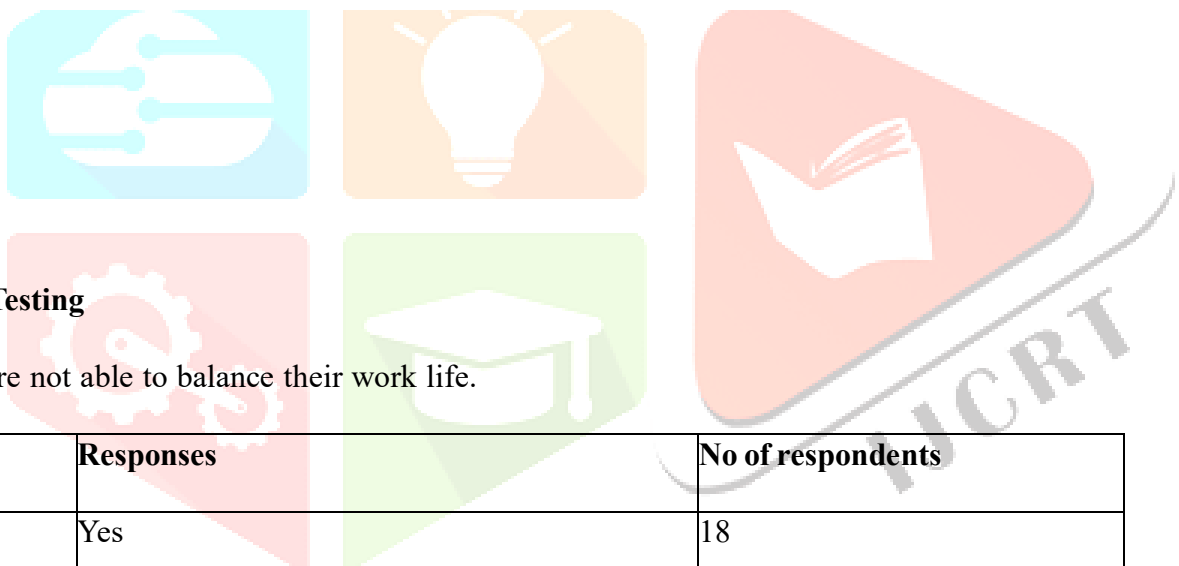 Testing
re not able to balance their work life.
Responses No of respondents
Yes 18
IJCRT